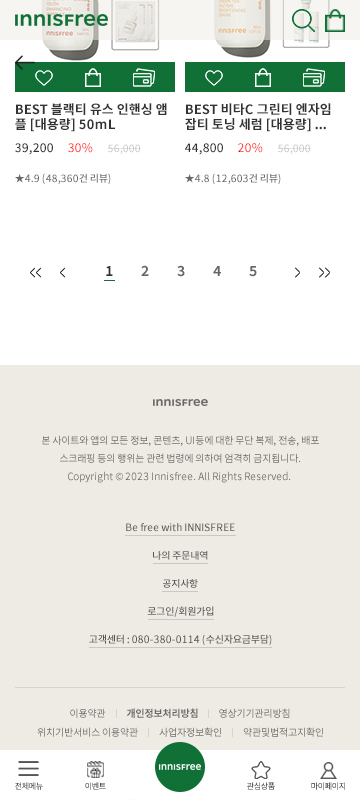 innisfree
BEST 블랙티 유스 인핸싱 앰
플 [대용량] 50mL
39,200 30% 56,000
★4.9 (48,360건 리뷰)
BEST 비타C 그린티 엔자임
잡티 토닝 세럼 [대용량] ...
44,800 20% 56,000
★4.8 (12,603건 리뷰)
1 2 3 4 5
innisfree
본 사이트와 앱의 모든 정보, 콘텐츠, UI등에 대한 무단 복제, 전송, 배포
스크래핑 등의 행위는 관련 법령에 의하여 엄격히 금지됩니다.
Copyright © 2023 Innisfree. All Rights Reserved.
Be free with INNISFREE
나의 주문내역
공지사항
로그인/회원가입
고객센터 : 080-380-0114 (수신자요금부담)
이용약관 | 개인정보처리방침 | 영상기기관리방침
위치기반서비스 이용약관 | 사업자정보확인 | 약관및법적고지확인
전체메뉴 이벤트 innisfree 관심상품 마이페이지